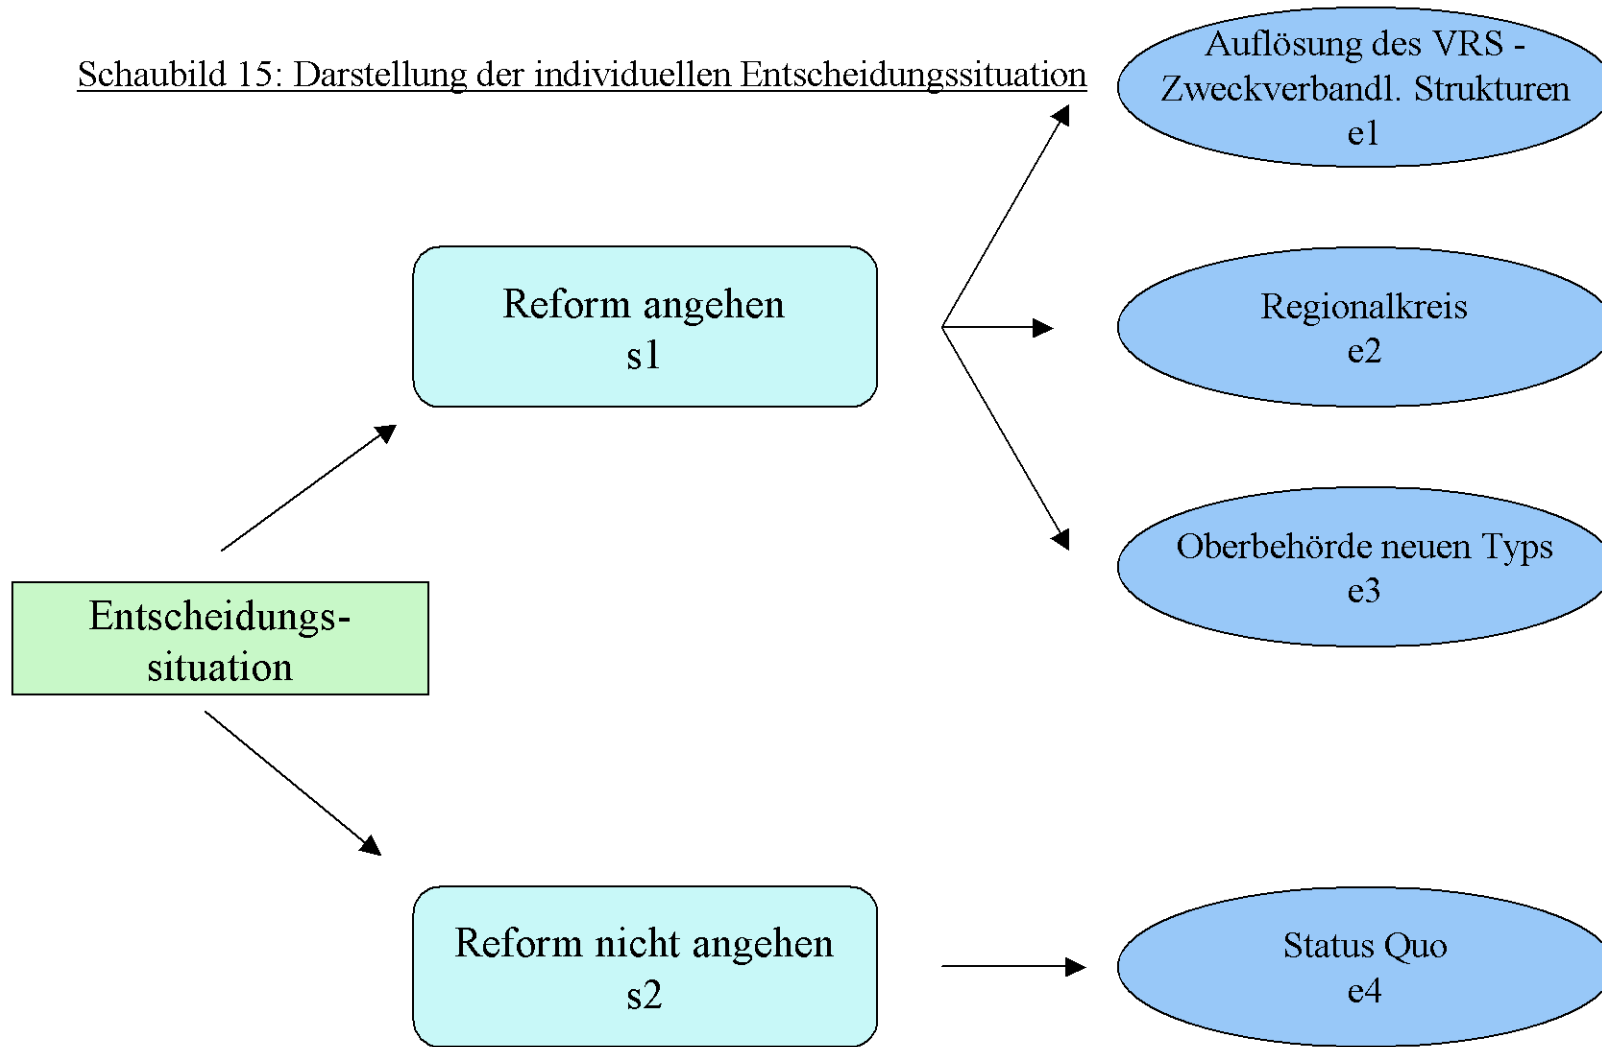 Schaubild 15: Darstellung der individuellen Entscheidungssituation
Auflösung des VRS -
Zweckverbandl. Strukturen
e1
Reform angehen
s1
Regionalkreis
e2
Oberbehörde neuen Typs
e3
Entscheidungs-
situation
Reform nicht angehen
s2
Status Quo
e4